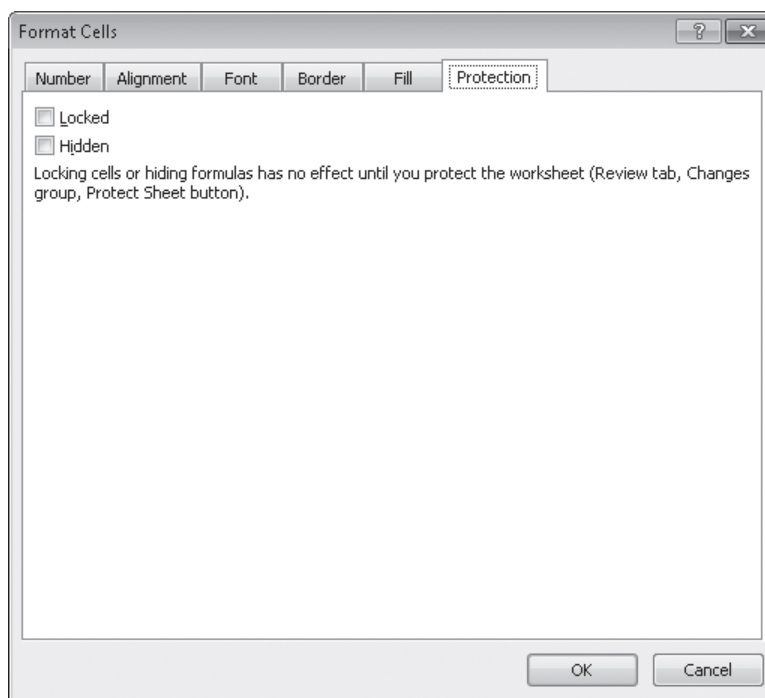 Format Cells
Number Alignment Font Border Fill Protection
Locked
Hidden
Locking cells or hiding formulas has no effect until you protect the worksheet (Review tab, Changes
group, Protect Sheet button).
OK Cancel